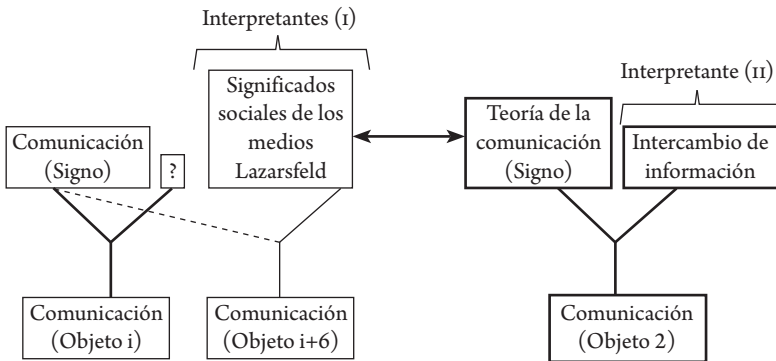 Interpretantes (I)
Significados
sociales de los
medios
Lazarsfeld
Interpretante (II)
Comunicación
(Signo)
?
Teoría de la
comunicación
(Signo)
Intercambio de
información
Comunicación
(Objeto i)
Comunicación
(Objeto i+6)
Comunicación
(Objeto 2)